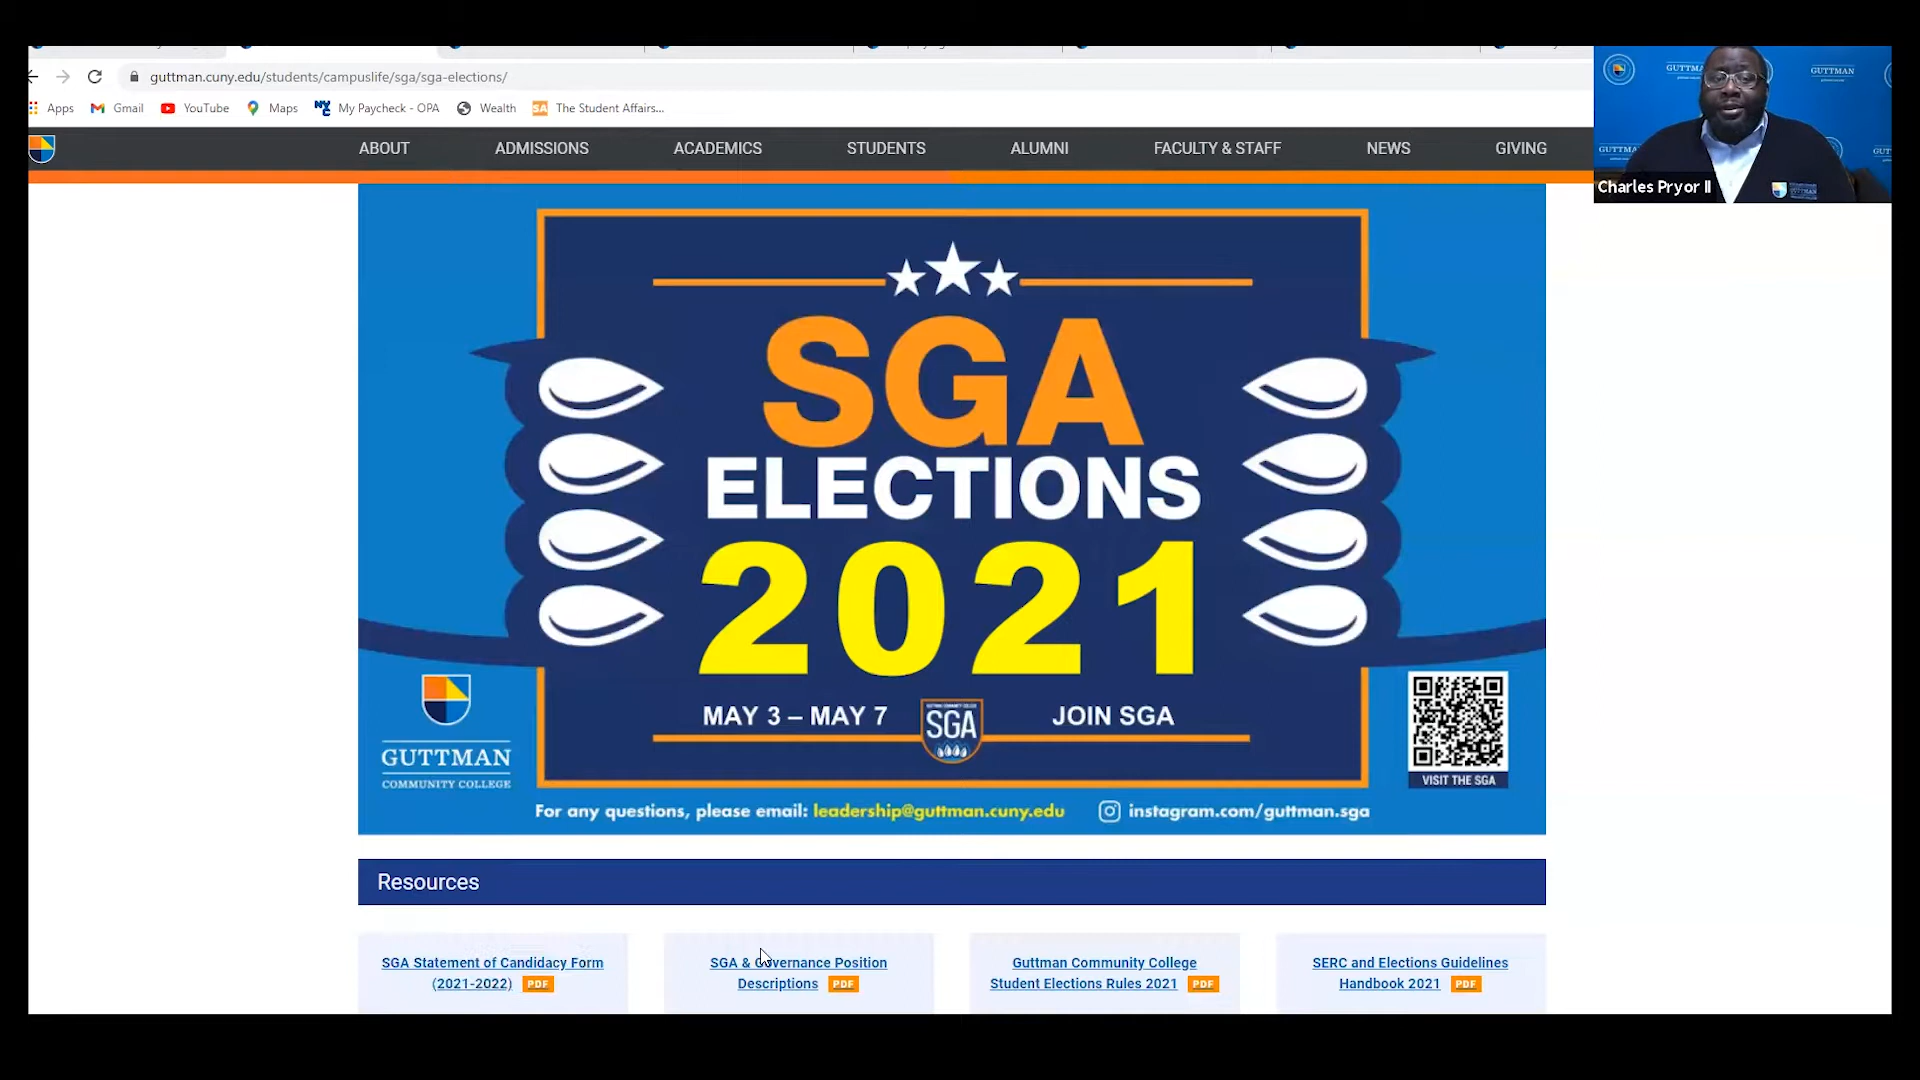 guttman.cuny.edu/students/campuslife/sga/sga-elections/
Apps Gmail YouTube Maps My Paycheck - OPA Wealth SA The Student Affairs...
ABOUT ADMISSIONS ACADEMICS STUDENTS ALUMNI FACULTY & STAFF NEWS GIVING
GUTTMAN
Charles Pryor II
SGA
ELECTIONS
2021
MAY 3 – MAY 7 SGA JOIN SGA
GUTTMAN
COMMUNITY COLLEGE
VISIT THE SGA
For any questions, please email: leadership@guttman.cuny.edu instagram.com/guttman.sga
Resources
SGA Statement of Candidacy Form
(2021-2022) PDF
SGA & Governance Position
Descriptions PDF
Guttman Community College
Student Elections Rules 2021 PDF
SERC and Elections Guidelines
Handbook 2021 PDF